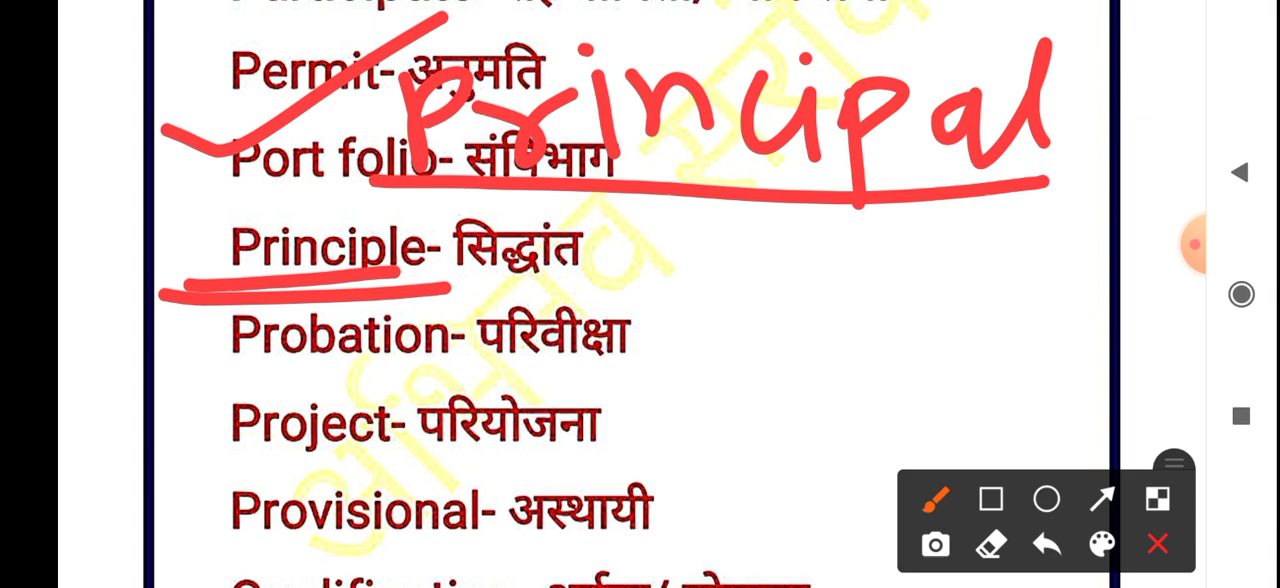 Permit- अनुमति
Principal
Port folio- संविभाग
Principle- सिद्धांत
Probation- परिवीक्षा
Project- परियोजना
Provisional- अस्थायी